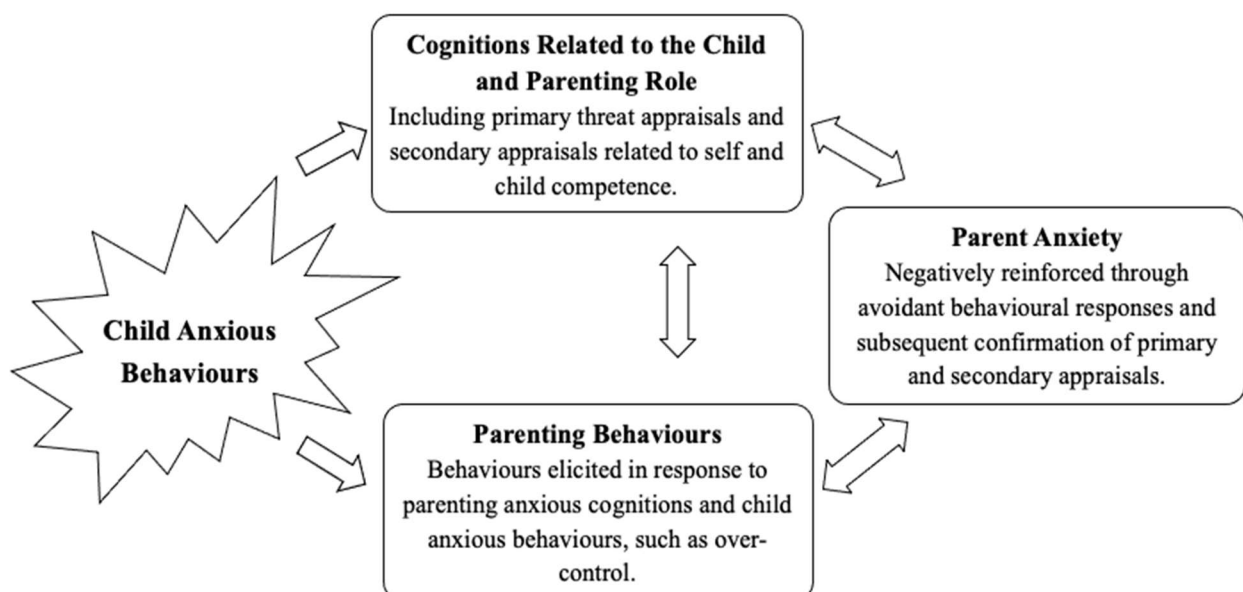 Cognitions Related to the Child
and Parenting Role
Including primary threat appraisals and
secondary appraisals related to self and
child competence.
Child Anxious
Behaviours
Parent Anxiety
Negatively reinforced through
avoidant behavioural responses and
subsequent confirmation of primary
and secondary appraisals.
Parenting Behaviours
Behaviours elicited in response to
parenting anxious cognitions and child
anxious behaviours, such as over-
control.